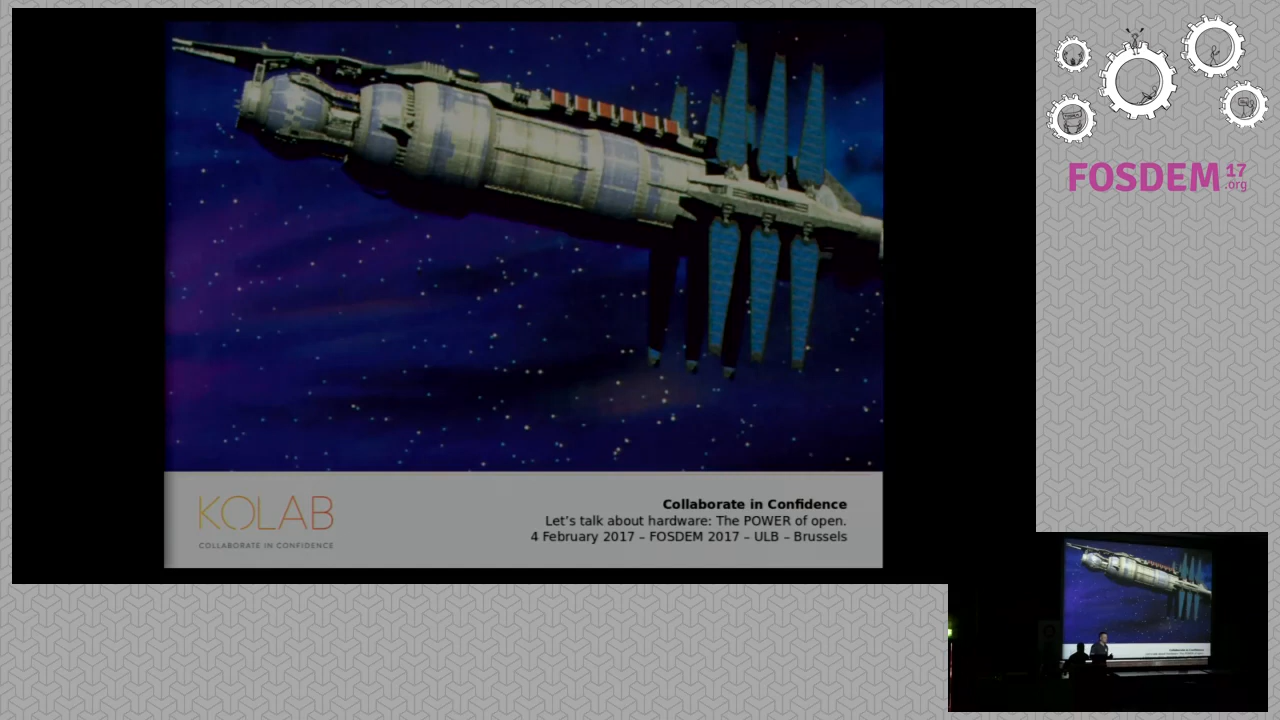 FOSDEM 17
.org
KOLAB
COLLABORATE IN CONFIDENCE
Collaborate in Confidence
Let's talk about hardware: The POWER of open.
4 February 2017 – FOSDEM 2017 – ULB – Brussels